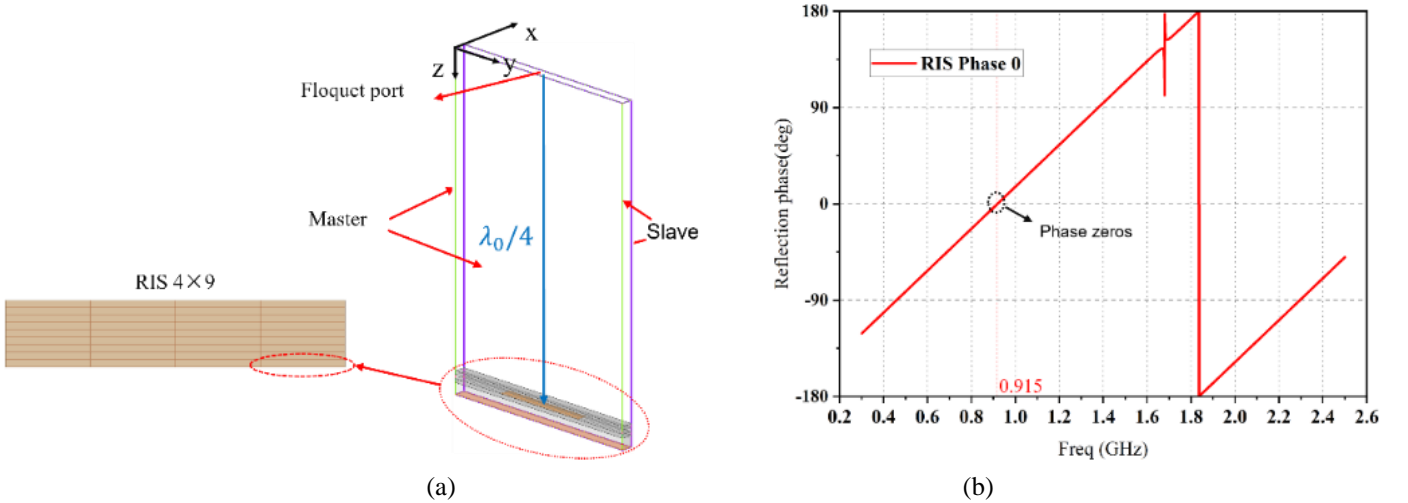 x
y
z
Floquet port
Master
λ₀/4
Slave
RIS 4×9
(a)
Reflection phase(deg)
180
90
0
-90
-180
RIS Phase 0
Phase zeros
0.915
0.2 0.4 0.6 0.8 1.0 1.2 1.4 1.6 1.8 2.0 2.2 2.4 2.6
Freq (GHz)
(b)